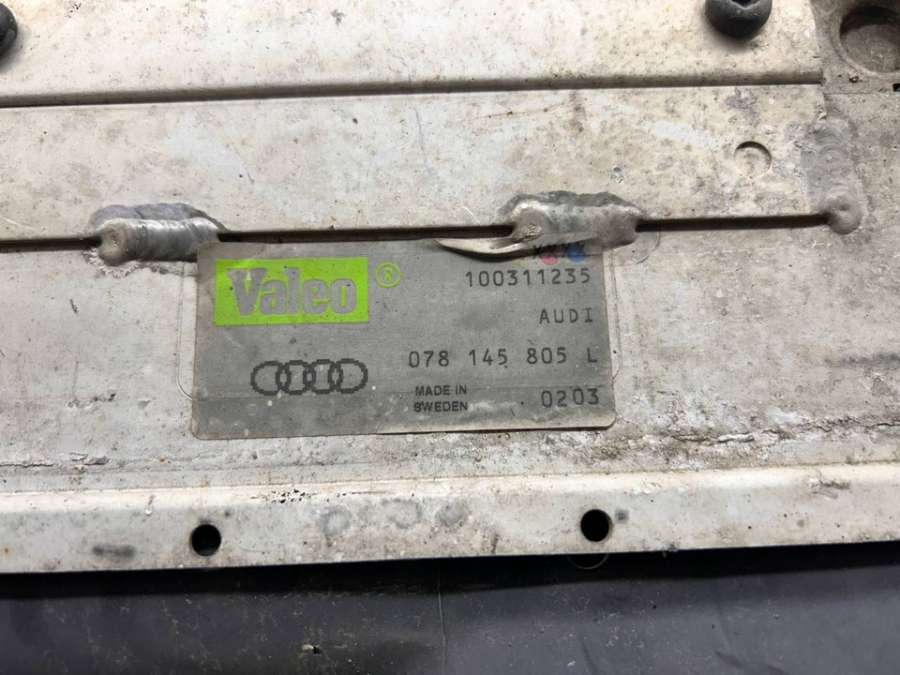 Valeo®
100311235
AUDI
078 145 805 L
MADE IN
SWEDEN
0203